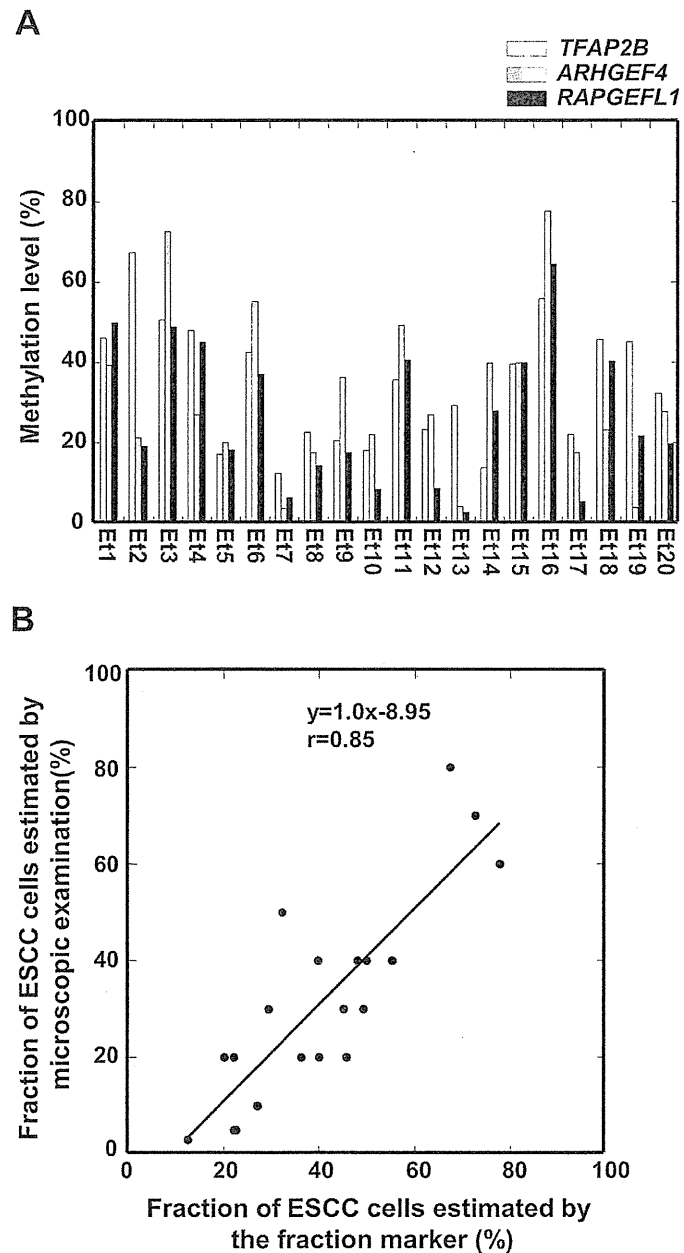 A
TFAP2B
ARHGEF4
RAPGEFL1
Methylation level (%)
100
80
60
40
20
0
Et1
Et2
Et3
Et4
Et5
Et6
Et7
Et8
Et9
Et10
Et11
Et12
Et13
Et14
Et15
Et16
Et17
Et18
Et19
Et20
B
Fraction of ESCC cells estimated by
microscopic examination(%)
100
80
60
40
20
0
y=1.0x-8.95
r=0.85
0 20 40 60 80 100
Fraction of ESCC cells estimated by
the fraction marker (%)